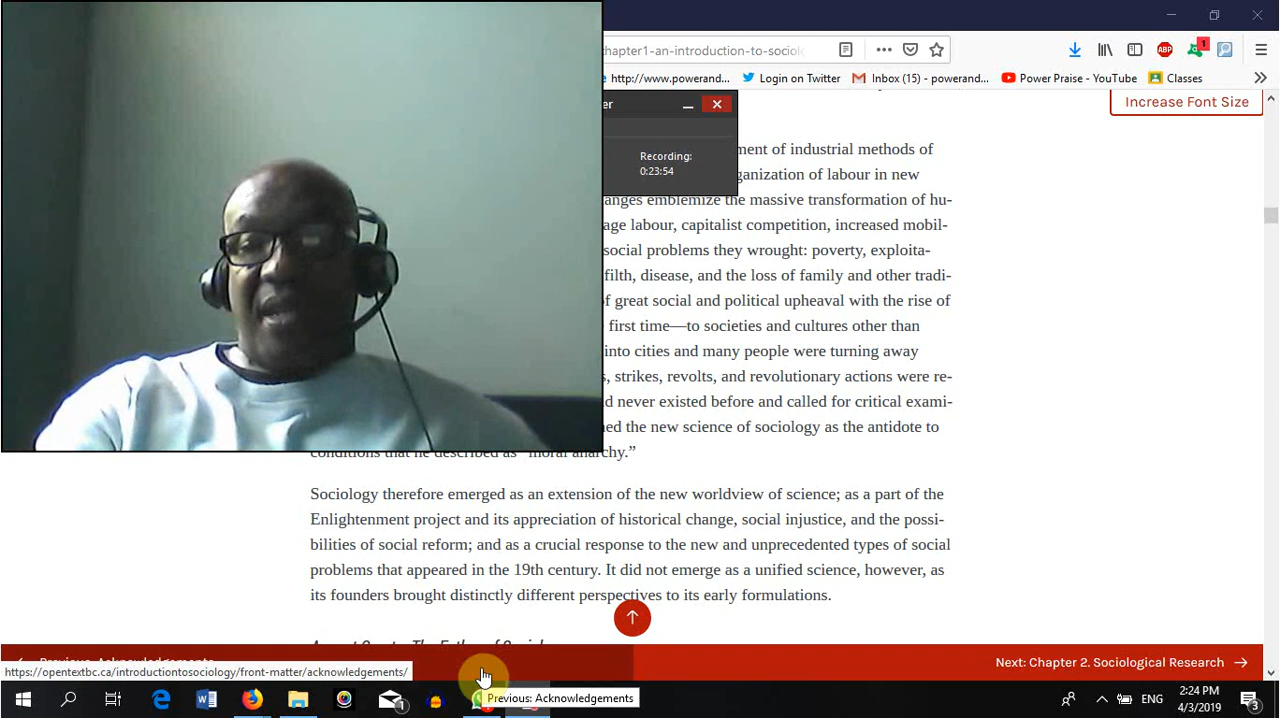 chapter1-an-introduction-to-sociol
http://www.powerand...
Login on Twitter
Inbox (15) - powerand...
Power Praise - YouTube
Classes
ABP
1
er
Recording:
0:23:54
Increase Font Size
ment of industrial methods of
ganization of labour in new
anges emblemize the massive transformation of hu-
age labour, capitalist competition, increased mobil-
social problems they wrought: poverty, exploita-
filth, disease, and the loss of family and other tradi-
f great social and political upheaval with the rise of
first time—to societies and cultures other than
into cities and many people were turning away
s, strikes, revolts, and revolutionary actions were re-
d never existed before and called for critical exami-
ned the new science of sociology as the antidote to
conditions that he described as “moral anarchy.”
Sociology therefore emerged as an extension of the new worldview of science; as a part of the
Enlightenment project and its appreciation of historical change, social injustice, and the possi-
bilities of social reform; and as a crucial response to the new and unprecedented types of social
problems that appeared in the 19th century. It did not emerge as a unified science, however, as
its founders brought distinctly different perspectives to its early formulations.
Previous: Acknowledgements
Next: Chapter 2. Sociological Research
https://opentextbc.ca/introductiontosociology/front-matter/acknowledgements/
Previous: Acknowledgements
1
ENG
2:24 PM
4/3/2019
3